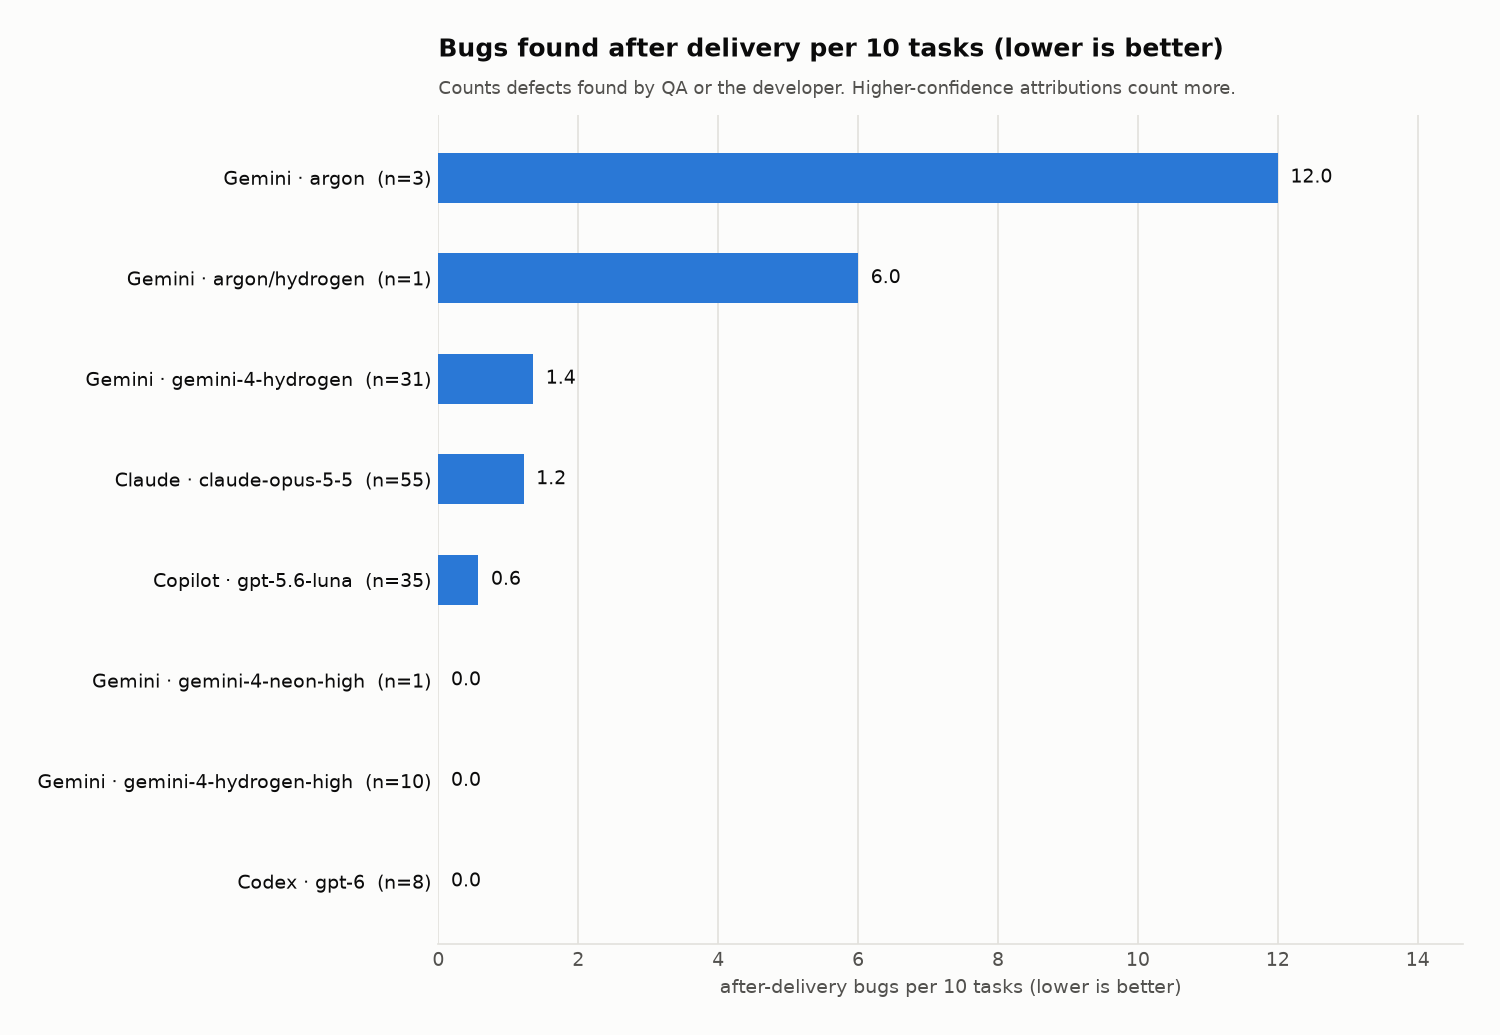 Bugs found after delivery per 10 tasks (lower is better)
Counts defects found by QA or the developer. Higher-confidence attributions count more.
Gemini · argon (n=3) 12.0
Gemini · argon/hydrogen (n=1) 6.0
Gemini · gemini-4-hydrogen (n=31) 1.4
Claude · claude-opus-5-5 (n=55) 1.2
Copilot · gpt-5.6-luna (n=35) 0.6
Gemini · gemini-4-neon-high (n=1) 0.0
Gemini · gemini-4-hydrogen-high (n=10) 0.0
Codex · gpt-6 (n=8) 0.0
0 2 4 6 8 10 12 14
after-delivery bugs per 10 tasks (lower is better)